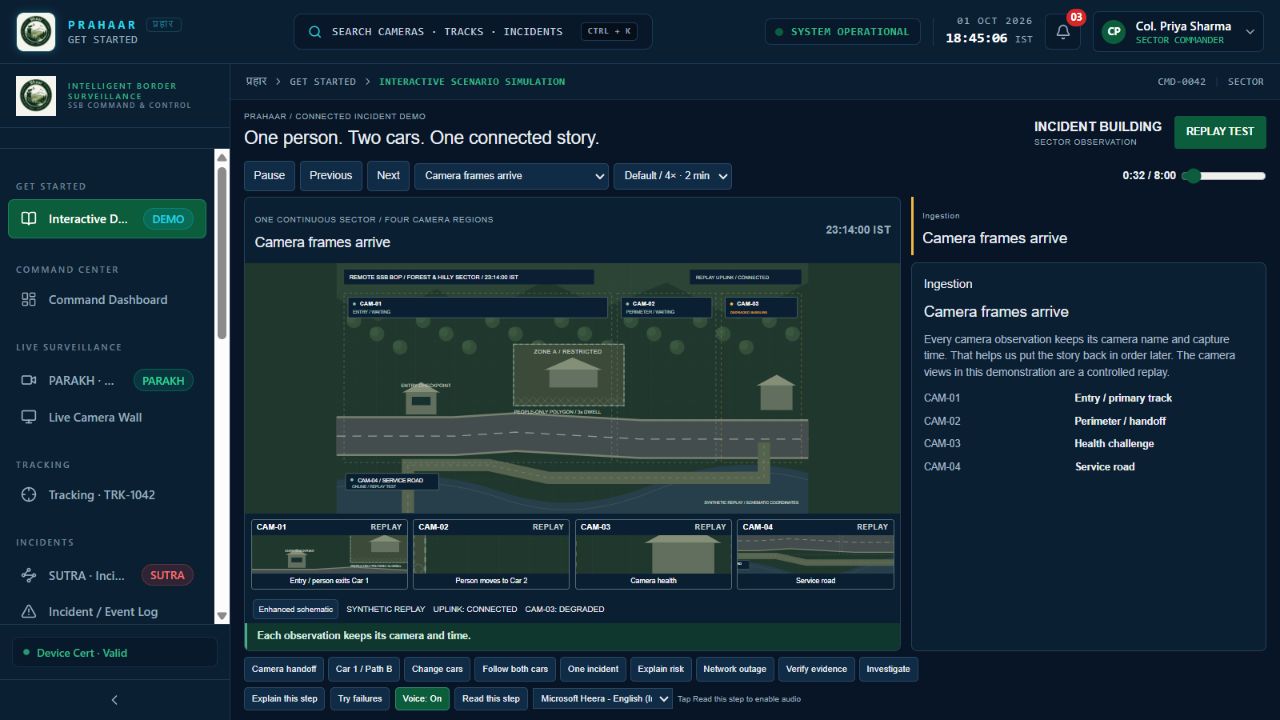 PRAHAAR प्रहार
GET STARTED
SEARCH CAMERAS · TRACKS · INCIDENTS CTRL + K
SYSTEM OPERATIONAL
01 OCT 2026
18:45:06 IST
03
CP
Col. Priya Sharma
SECTOR COMMANDER
INTELLIGENT BORDER
SURVEILLANCE
SSB COMMAND & CONTROL
प्रहार > GET STARTED > INTERACTIVE SCENARIO SIMULATION
CMD-0042 | SECTOR
GET STARTED
Interactive D... DEMO
COMMAND CENTER
Command Dashboard
LIVE SURVEILLANCE
PARAKH · ... PARAKH
Live Camera Wall
TRACKING
Tracking · TRK-1042
INCIDENTS
SUTRA · Inci... SUTRA
Incident / Event Log
Device Cert · Valid
PRAHAAR / CONNECTED INCIDENT DEMO
One person. Two cars. One connected story.
INCIDENT BUILDING
SECTOR OBSERVATION
REPLAY TEST
Pause Previous Next Camera frames arrive Default / 4× · 2 min
0:32 / 8:00
ONE CONTINUOUS SECTOR / FOUR CAMERA REGIONS
Camera frames arrive
23:14:00 IST
REMOTE SSB BOP / FOREST & HILLY SECTOR / 23:14:00 IST
REPLAY UPLINK / CONNECTED
CAM-01
ENTRY / WAITING
CAM-02
PERIMETER / WAITING
CAM-03
DEGRADED BASELINE
ZONE A / RESTRICTED
ENTRY CHECKPOINT
PEOPLE-ONLY POLYGON / 3s DWELL
CAM-04 / SERVICE ROAD
ONLINE / REPLAY TEST
SYNTHETIC REPLAY / SCHEMATIC COORDINATES
CAM-01 REPLAY
Entry / person exits Car 1
CAM-02 REPLAY
Person moves to Car 2
CAM-03 REPLAY
Camera health
CAM-04 REPLAY
Service road
Enhanced schematic SYNTHETIC REPLAY UPLINK: CONNECTED CAM-03: DEGRADED
Each observation keeps its camera and time.
Ingestion
Camera frames arrive
Ingestion
Camera frames arrive
Every camera observation keeps its camera name and capture
time. That helps us put the story back in order later. The camera
views in this demonstration are a controlled replay.
CAM-01 Entry / primary track
CAM-02 Perimeter / handoff
CAM-03 Health challenge
CAM-04 Service road
Camera handoff Car 1 / Path B Change cars Follow both cars One incident Explain risk Network outage Verify evidence Investigate
Explain this step Try failures Voice: On Read this step Microsoft Heera - English (I Tap Read this step to enable audio